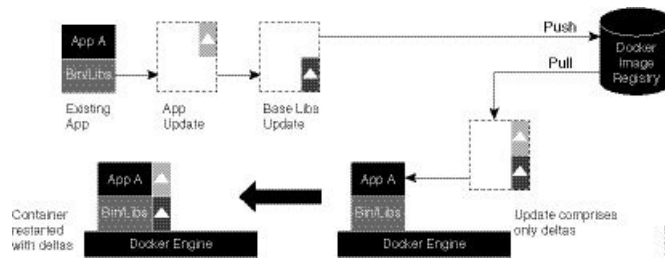 App A
Bin/Libs
Existing
App
App
Update
Base Libs
Update
Push
Pull
Docker
Image
Registry
App A
Bin/Libs
Docker Engine
Container
restarted
with deltas
App A
Bin/Libs
Docker Engine
Update comprises
only deltas